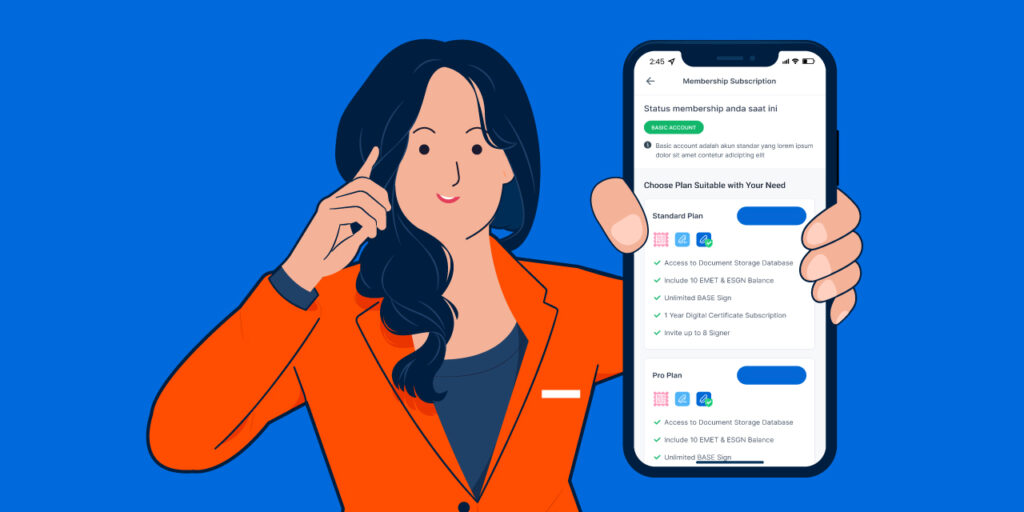 2:45
Membership Subscription
Status membership anda saat ini
BASIC ACCOUNT
Basic account adalah akun standar yang lorem ipsum
dolor sit amet contetur adicipting elit
Choose Plan Suitable with Your Need
Standard Plan
Access to Document Storage Database
Include 10 EMET & ESGN Balance
Unlimited BASE Sign
1 Year Digital Certificate Subscription
Invite up to 8 Signer
Pro Plan
Access to Document Storage Database
Include 10 EMET & ESGN Balance
Unlimited BASE Sign